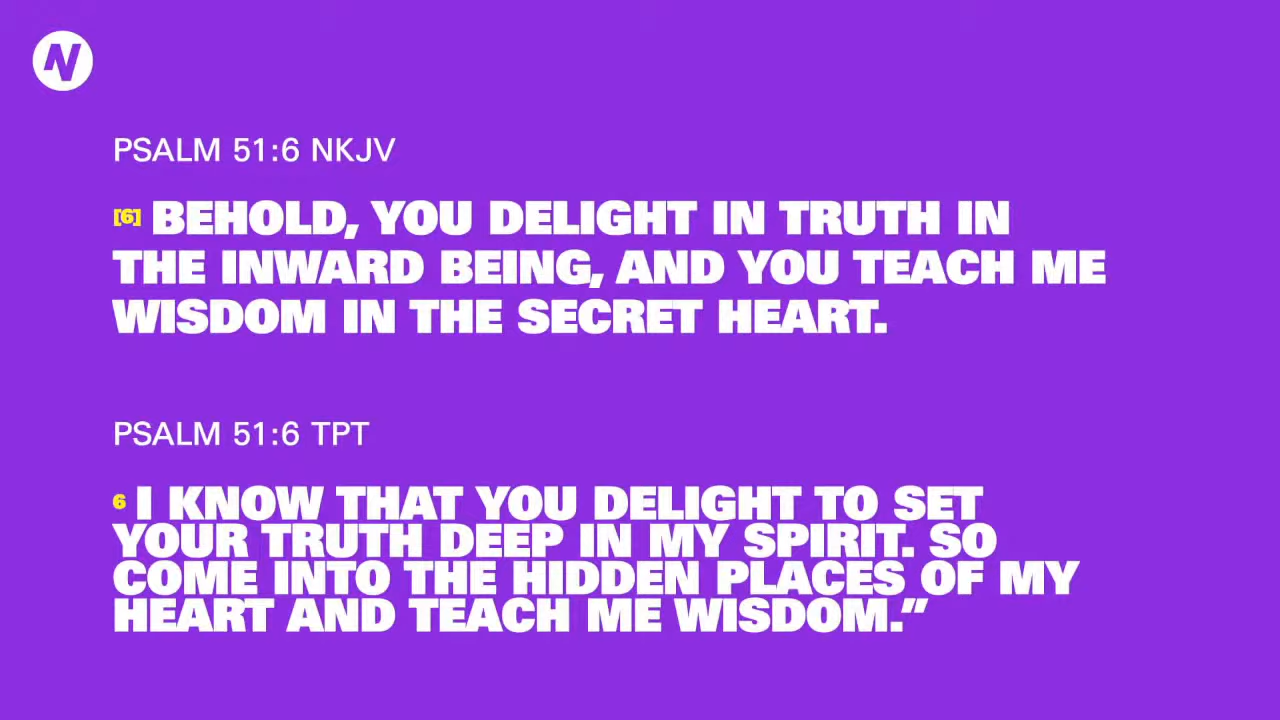 N
PSALM 51:6 NKJV
[6] BEHOLD, YOU DELIGHT IN TRUTH IN
THE INWARD BEING, AND YOU TEACH ME
WISDOM IN THE SECRET HEART.
PSALM 51:6 TPT
6 I KNOW THAT YOU DELIGHT TO SET
YOUR TRUTH DEEP IN MY SPIRIT. SO
COME INTO THE HIDDEN PLACES OF MY
HEART AND TEACH ME WISDOM.”